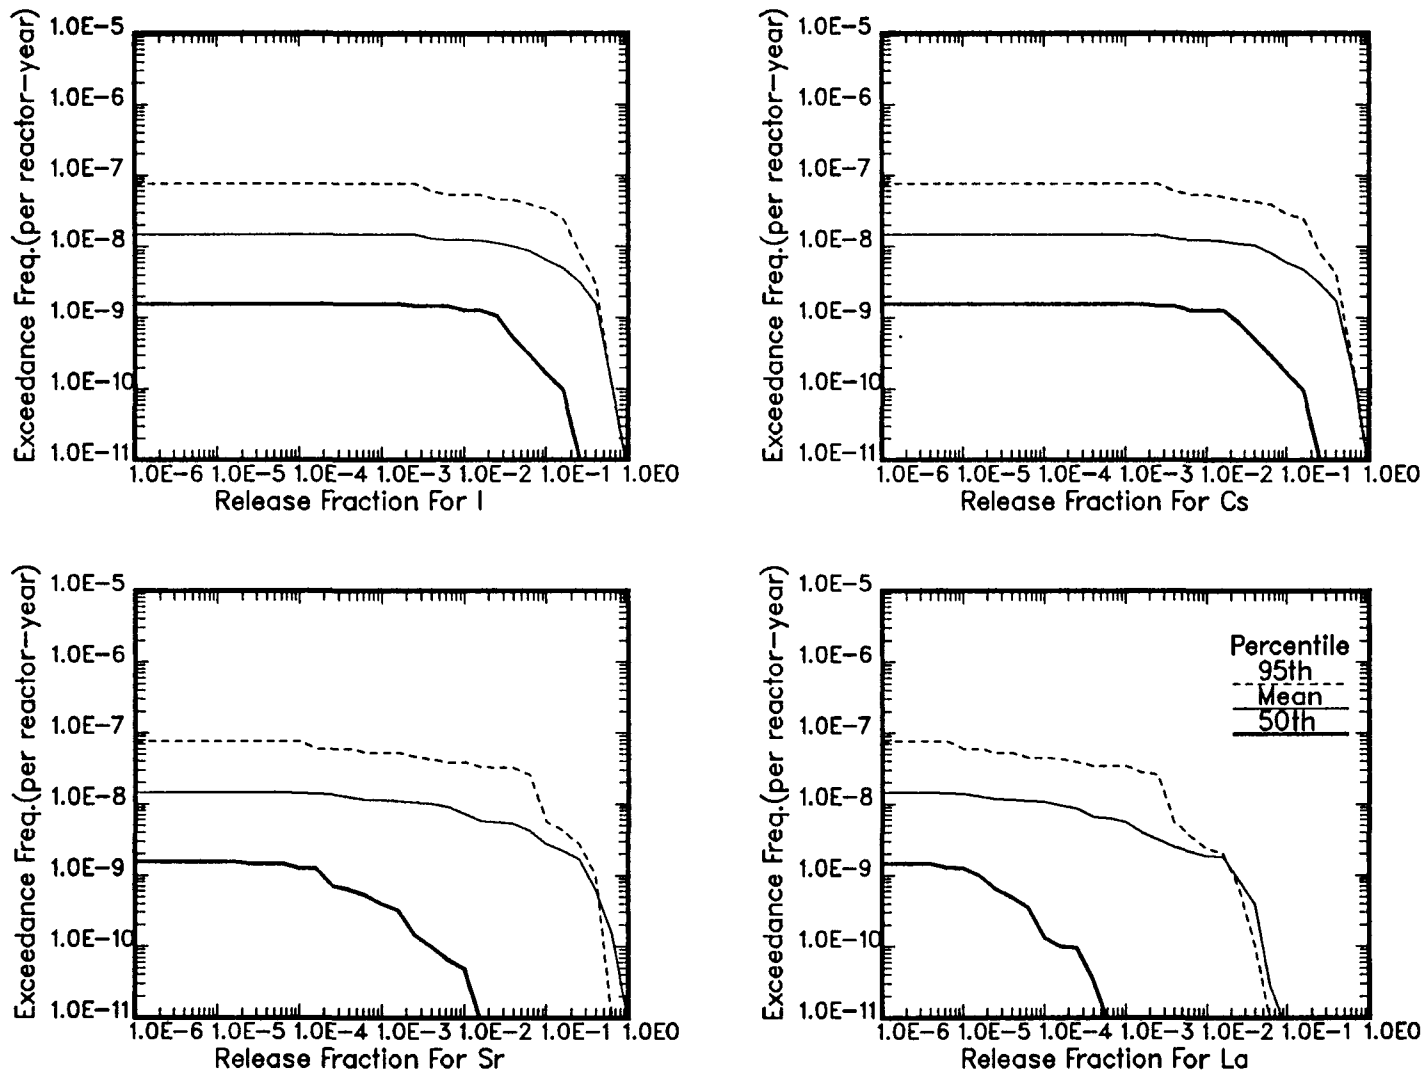 Exceedance Freq.(per reactor-year)
1.0E-5
1.0E-6
1.0E-7
1.0E-8
1.0E-9
1.0E-10
1.0E-11
1.0E-6 1.0E-5 1.0E-4 1.0E-3 1.0E-2 1.0E-1 1.0E0
Release Fraction For I
Exceedance Freq.(per reactor-year)
1.0E-5
1.0E-6
1.0E-7
1.0E-8
1.0E-9
1.0E-10
1.0E-11
1.0E-6 1.0E-5 1.0E-4 1.0E-3 1.0E-2 1.0E-1 1.0E0
Release Fraction For Cs
Exceedance Freq.(per reactor-year)
1.0E-5
1.0E-6
1.0E-7
1.0E-8
1.0E-9
1.0E-10
1.0E-11
1.0E-6 1.0E-5 1.0E-4 1.0E-3 1.0E-2 1.0E-1 1.0E0
Release Fraction For Sr
Exceedance Freq.(per reactor-year)
1.0E-5
1.0E-6
1.0E-7
1.0E-8
1.0E-9
1.0E-10
1.0E-11
Percentile
95th
Mean
50th
1.0E-6 1.0E-5 1.0E-4 1.0E-3 1.0E-2 1.0E-1 1.0E0
Release Fraction For La